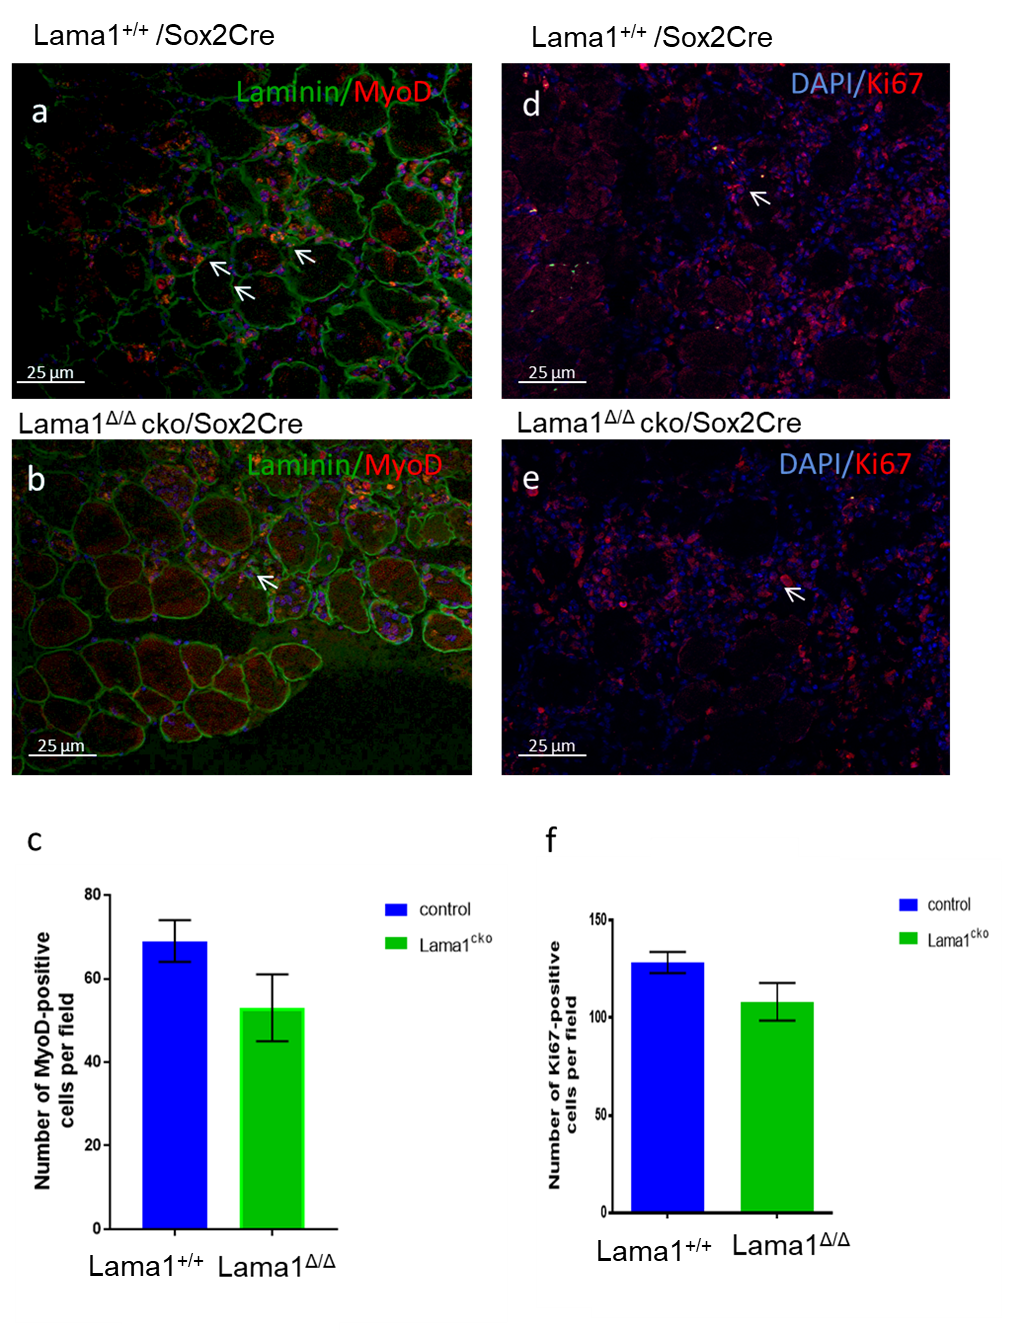 Lama1+/+ /Sox2Cre
Lama1+/+ /Sox2Cre
a
Laminin/MyoD
25 µm
d
DAPI/Ki67
25 µm
Lama1Δ/Δ cko/Sox2Cre
Lama1Δ/Δ cko/Sox2Cre
b
Laminin/MyoD
25 µm
e
DAPI/Ki67
25 µm
c
Number of MyoD-positive
cells per field
80
60
40
20
0
control
Lama1cko
Lama1+/+
Lama1Δ/Δ
f
Number of Ki67-positive
cells per field
150
100
50
0
control
Lama1cko
Lama1+/+
Lama1Δ/Δ